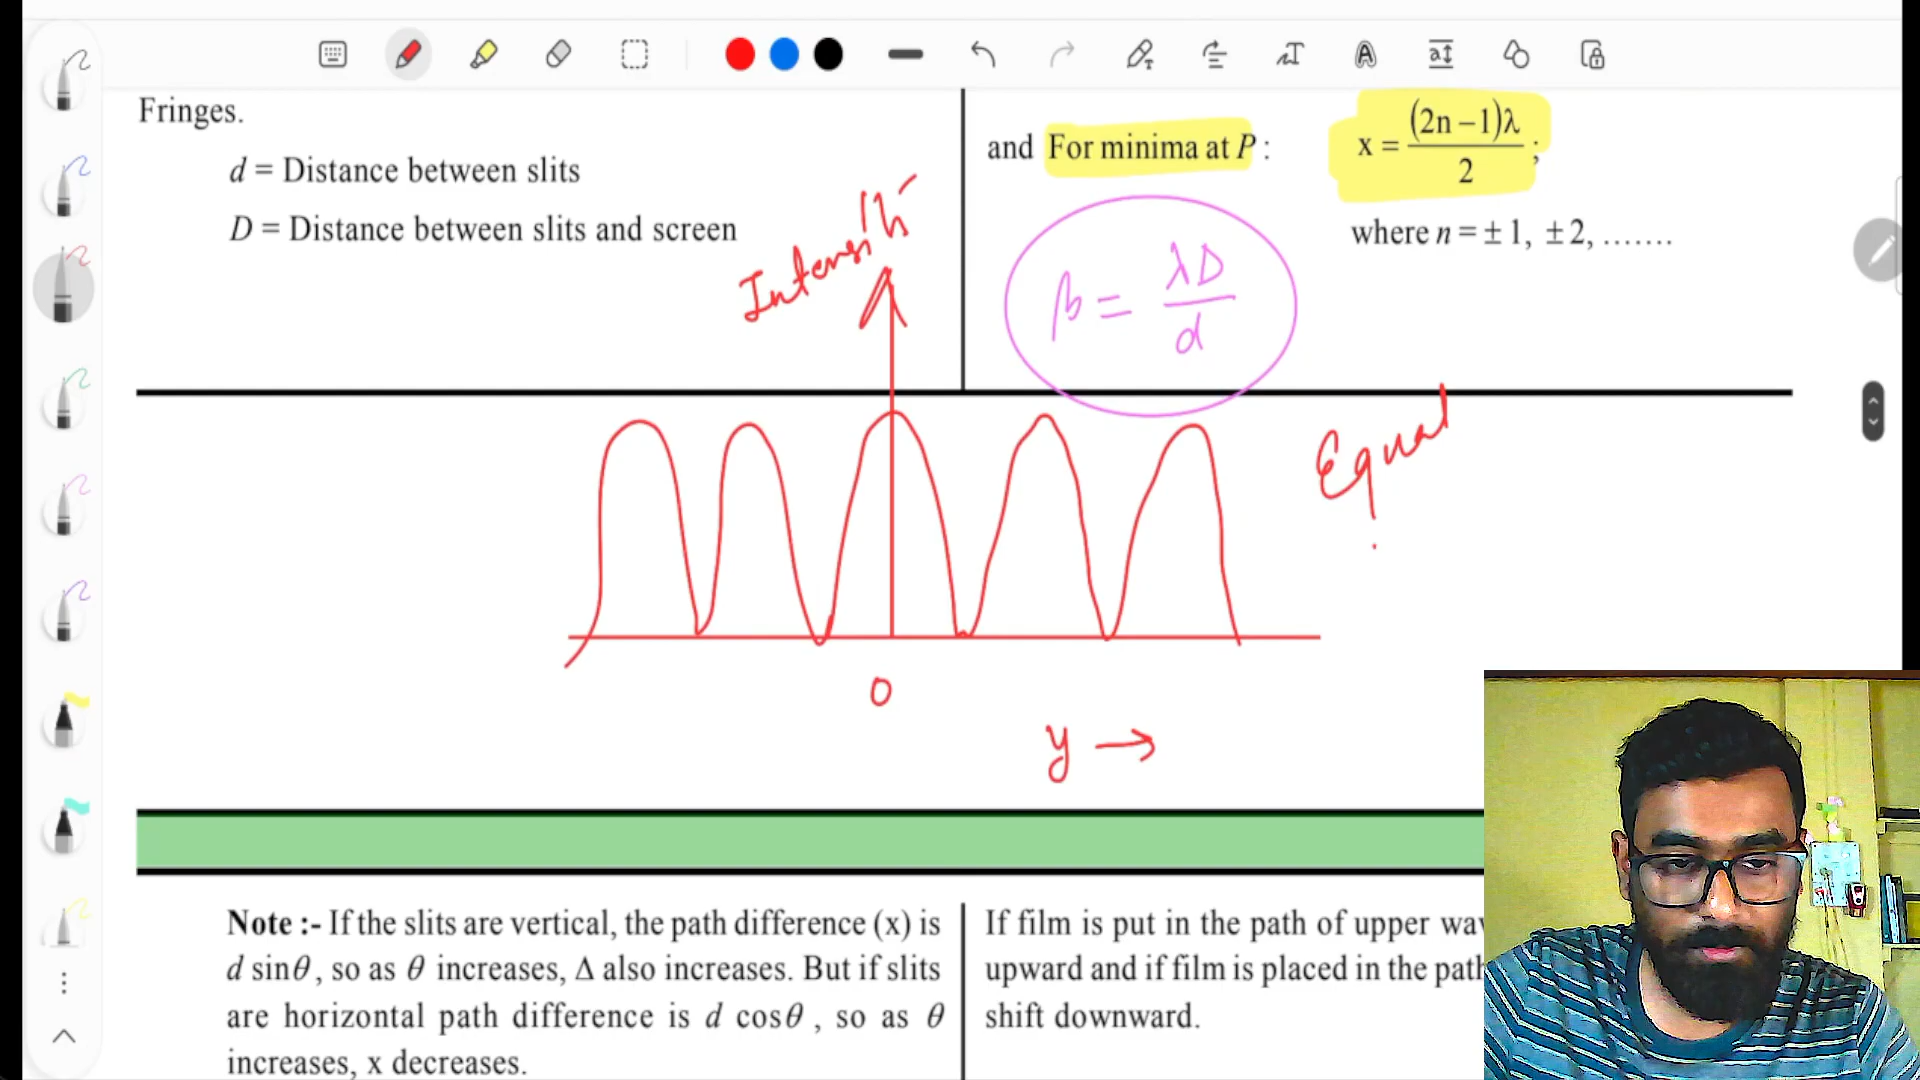 Fringes.
d = Distance between slits
D = Distance between slits and screen
and For minima at P : x = (2n – 1)λ / 2 ;
where n = ± 1, ± 2, .......
β = λD / d
Intensity
Equal
0
y →
Note :- If the slits are vertical, the path difference (x) is
d sinθ , so as θ increases, Δ also increases. But if slits
are horizontal path difference is d cosθ , so as θ
increases, x decreases.
If film is put in the path of upper
upward and if film is placed in the path
shift downward.